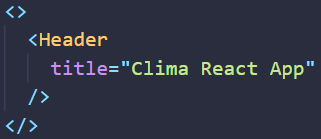 <>
<Header
title="Clima React App"
/>
</>